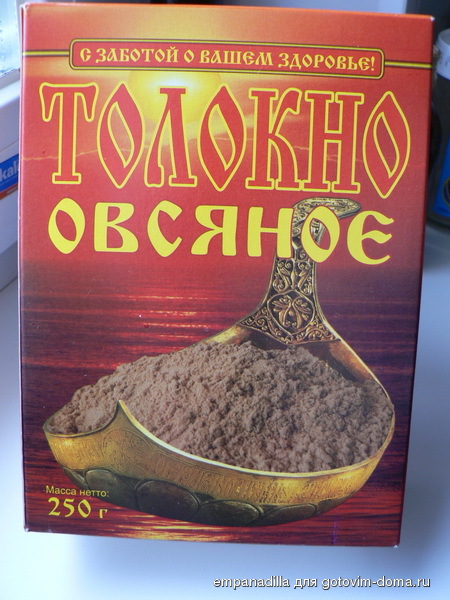 С ЗАБОТОЙ О ВАШЕМ ЗДОРОВЬЕ!
ТОЛОКНО
ОВСЯНОЕ
Масса нетто:
250 г
empanadilla для gotovim-doma.ru